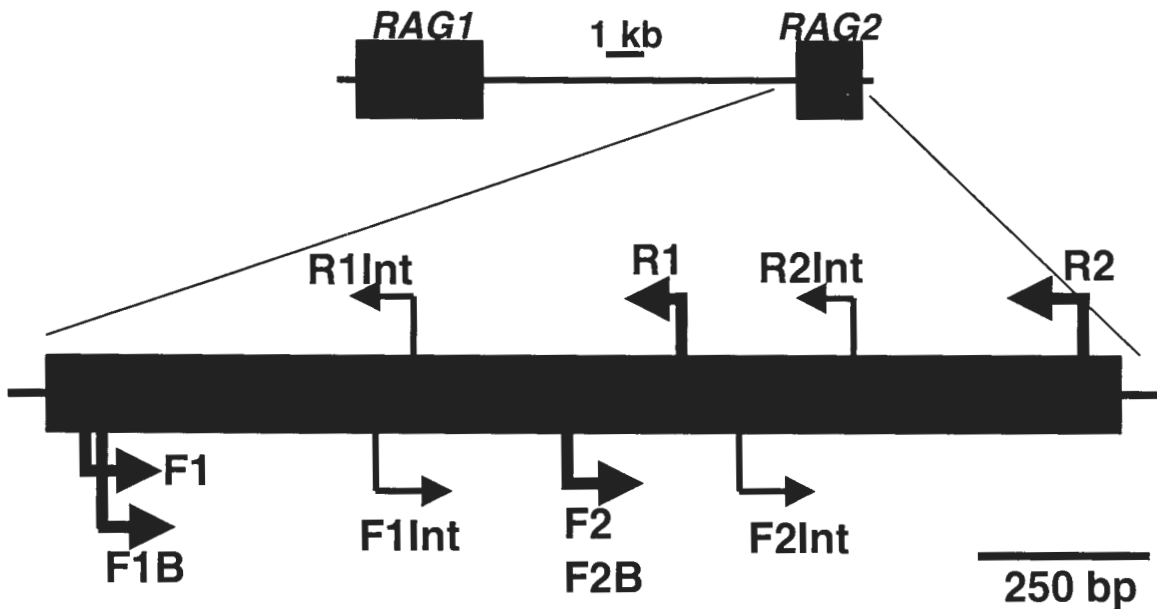 RAG1
1 kb
RAG2
R1Int
R1
R2Int
R2
F1
F1B
F1Int
F2
F2B
F2Int
250 bp